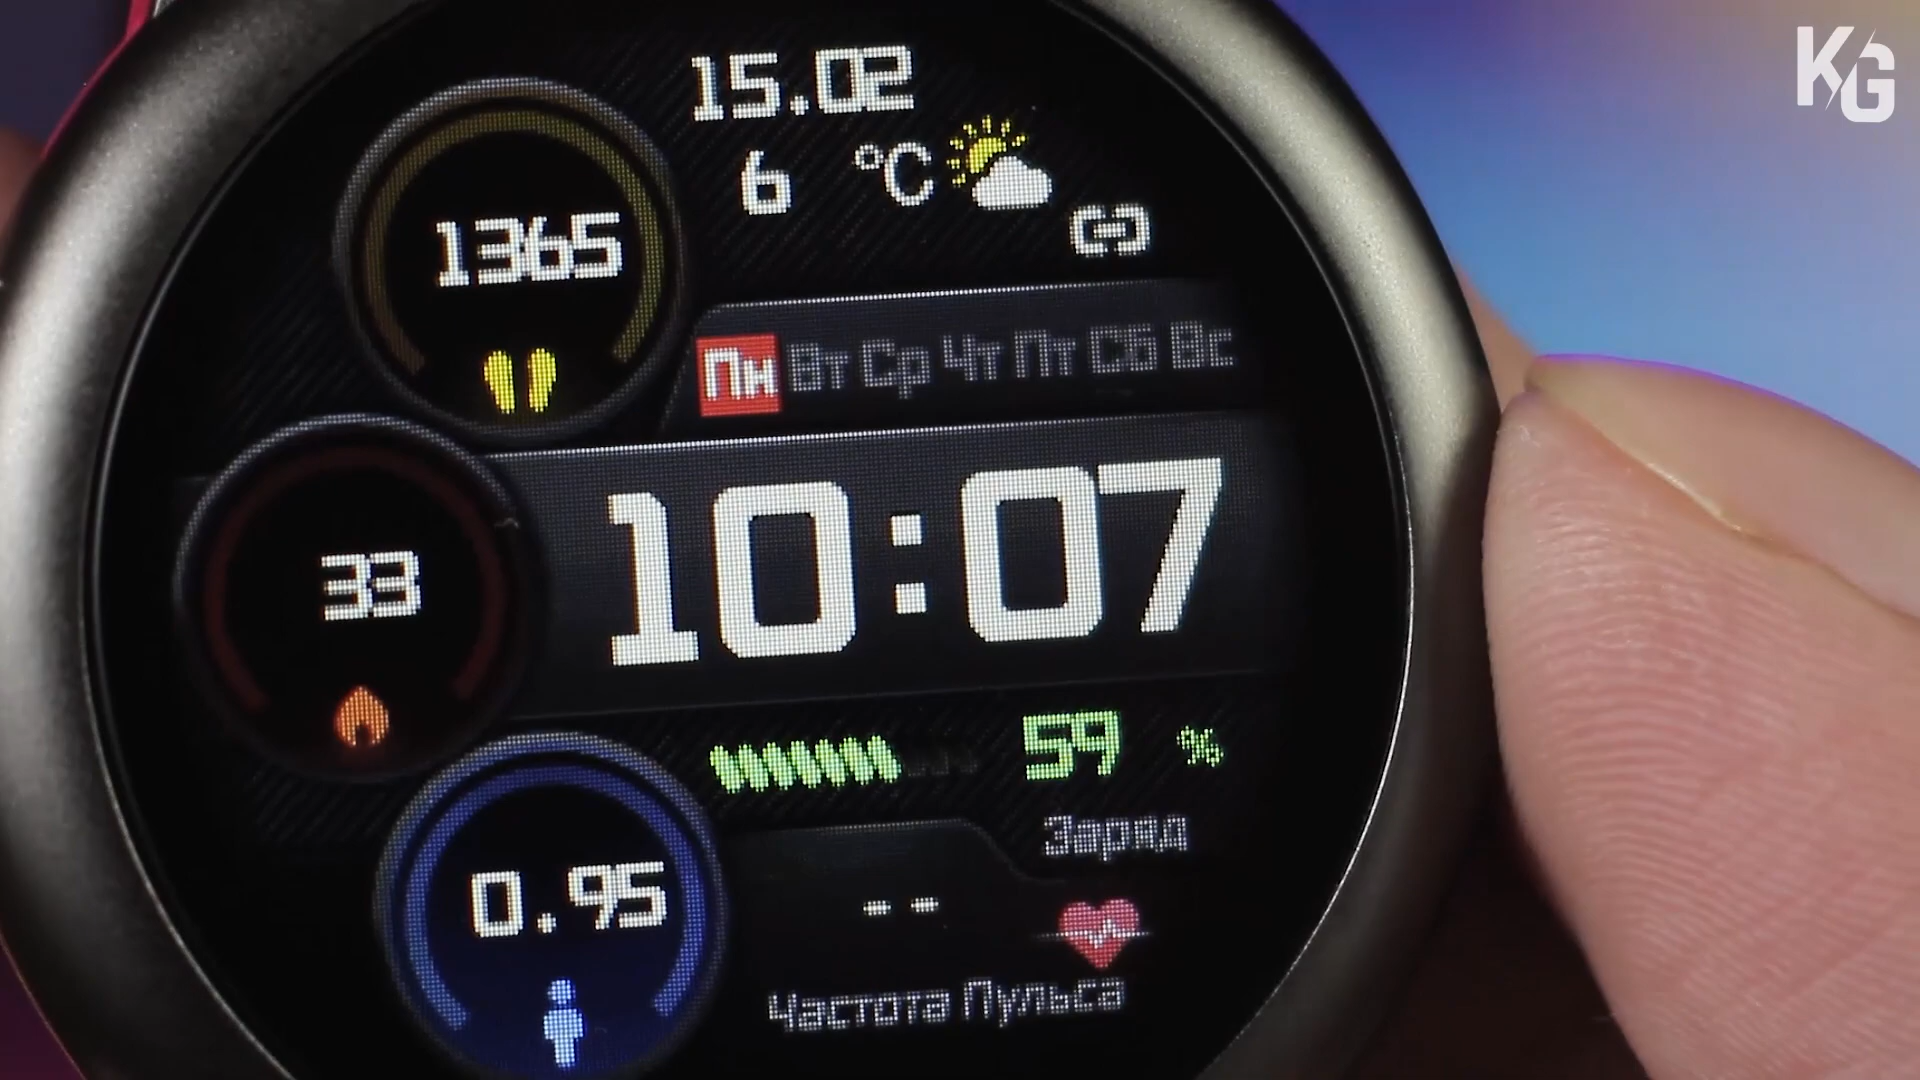 KG
15.02
6 °C
1365
Пн Вт Ср Чт Пт Сб Вс
10:07
33
59 %
Заряд
0.95
--
Частота Пульса